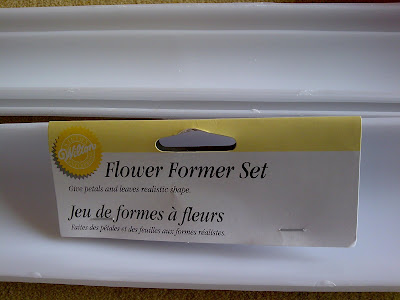 Wilton
Flower Former Set
Give petals and leaves realistic shape.
Jeu de formes à fleurs
Faites des pétales et des feuilles aux formes réalistes.